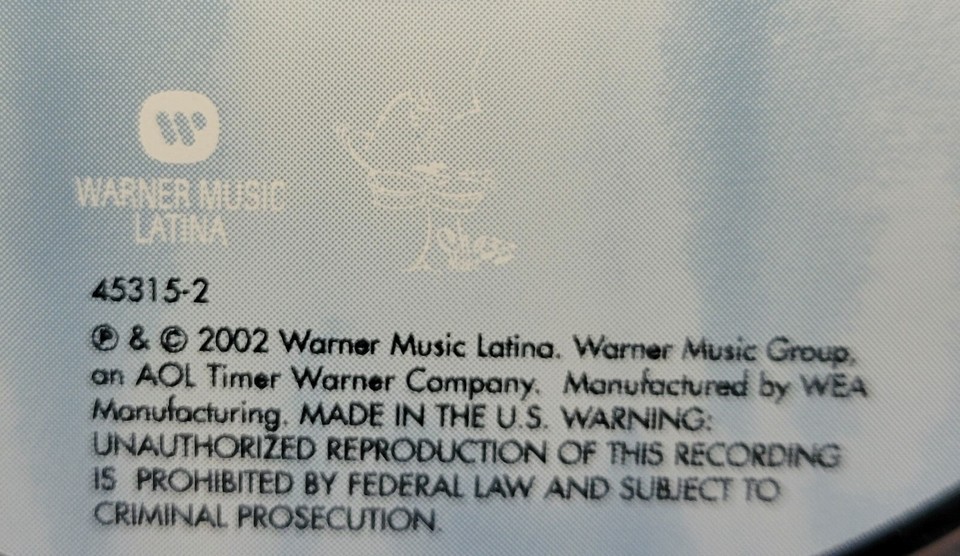 WARNER MUSIC
LATINA
45315-2
℗ & © 2002 Warner Music Latina. Warner Music Group,
an AOL Timer Warner Company. Manufactured by WEA
Manufacturing. MADE IN THE U.S. WARNING:
UNAUTHORIZED REPRODUCTION OF THIS RECORDING
IS PROHIBITED BY FEDERAL LAW AND SUBJECT TO
CRIMINAL PROSECUTION.